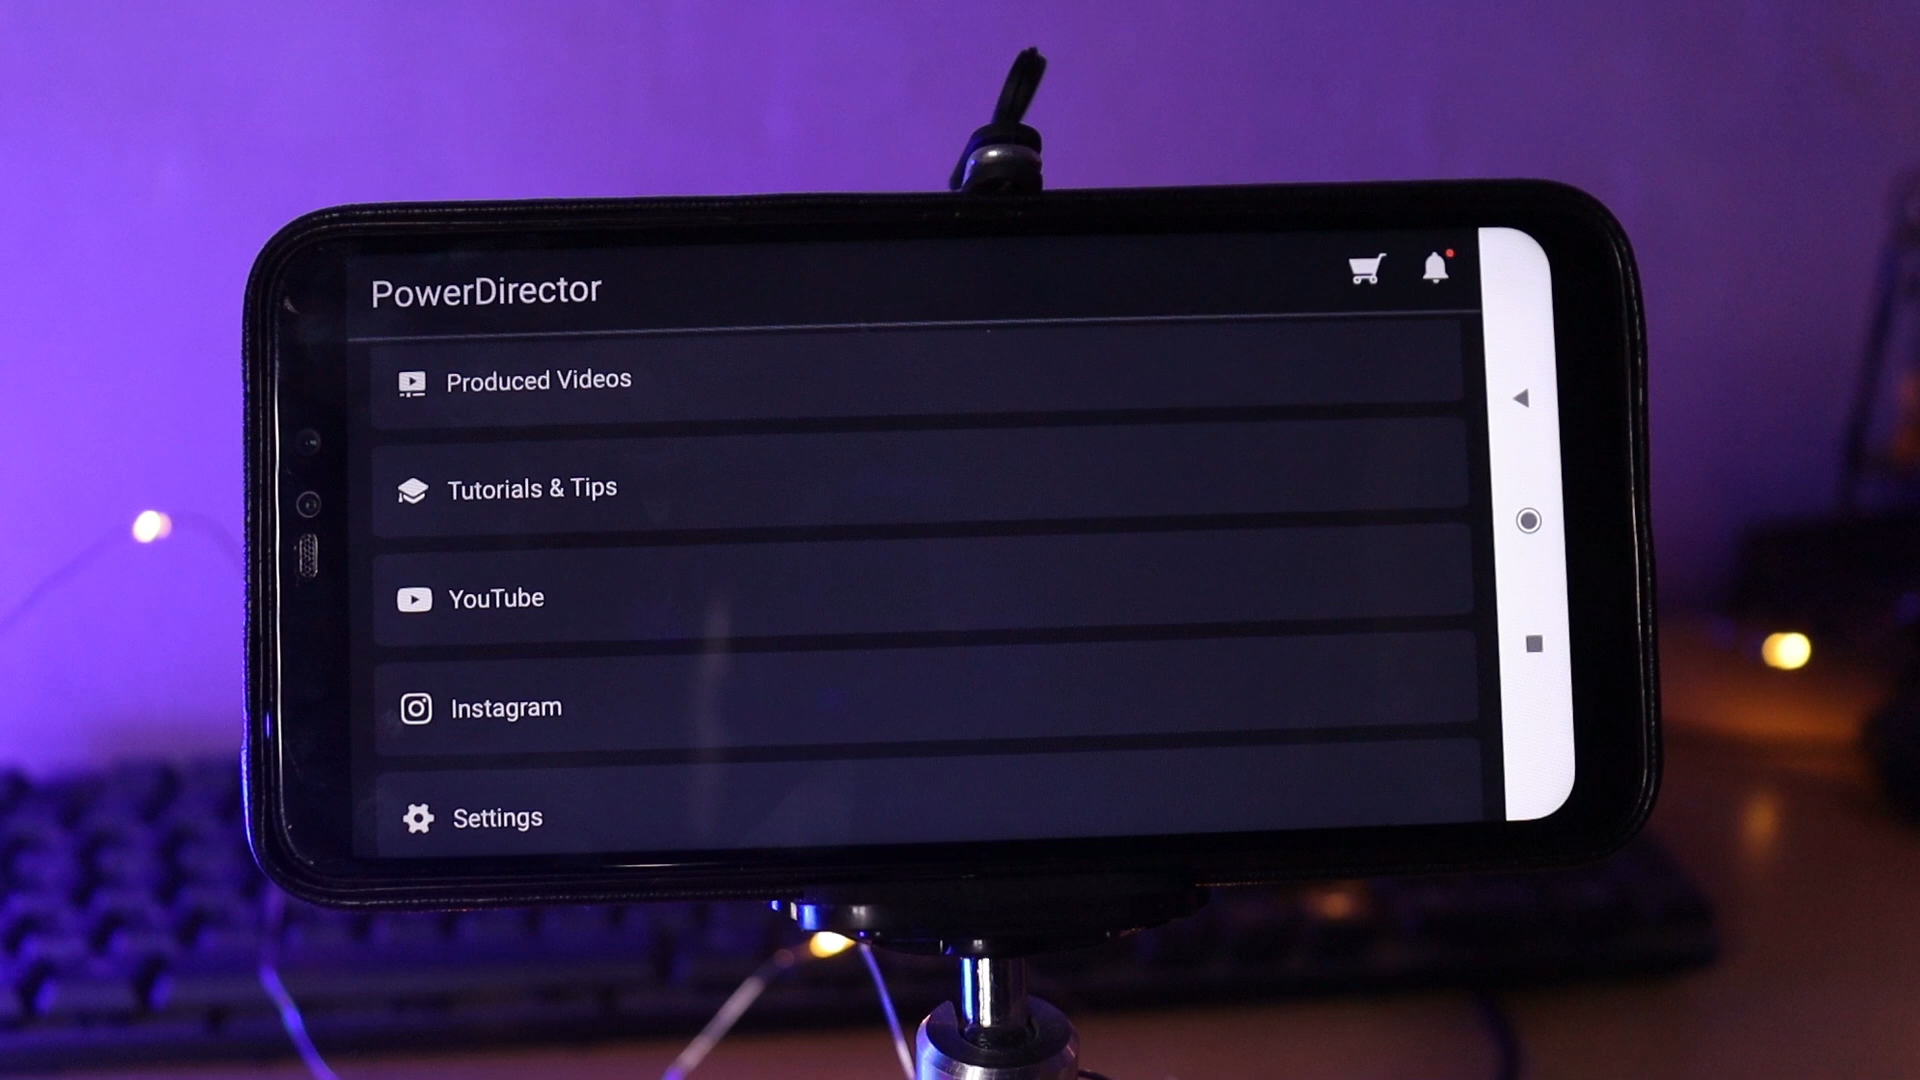 PowerDirector
Produced Videos
Tutorials & Tips
YouTube
Instagram
Settings